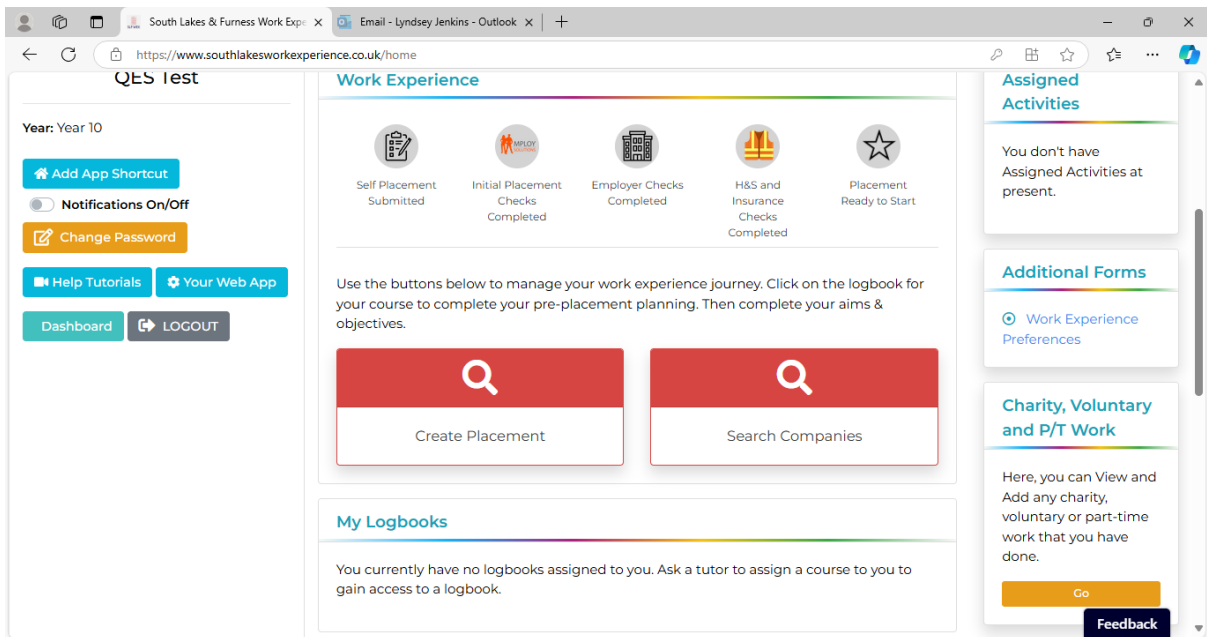 South Lakes & Furness Work Expe
Email - Lyndsey Jenkins - Outlook
https://www.southlakesworkexperience.co.uk/home
QES Test
Year: Year 10
Add App Shortcut
Notifications On/Off
Change Password
Help Tutorials
Your Web App
Dashboard
LOGOUT
Work Experience
MPLOY
SOLUTIONS
Self Placement
Submitted
Initial Placement
Checks
Completed
Employer Checks
Completed
H&S and
Insurance
Checks
Completed
Placement
Ready to Start
Use the buttons below to manage your work experience journey. Click on the logbook for
your course to complete your pre-placement planning. Then complete your aims &
objectives.
Create Placement
Search Companies
My Logbooks
You currently have no logbooks assigned to you. Ask a tutor to assign a course to you to
gain access to a logbook.
Assigned
Activities
You don't have
Assigned Activities at
present.
Additional Forms
Work Experience
Preferences
Charity, Voluntary
and P/T Work
Here, you can View and
Add any charity,
voluntary or part-time
work that you have
done.
Go
Feedback